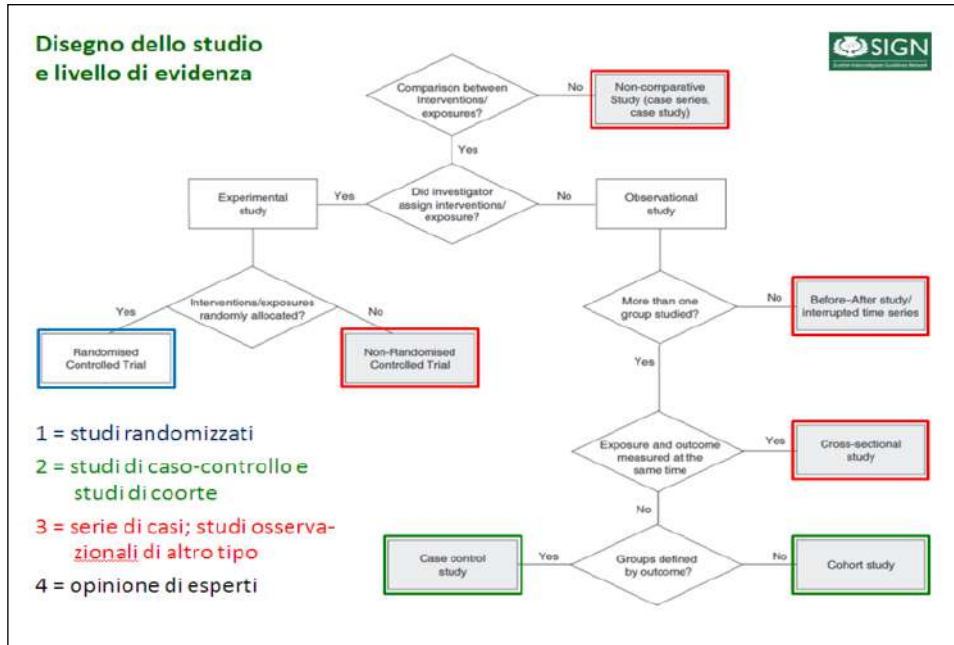 Disegno dello studio
e livello di evidenza
SIGN
Comparison between
interventions/
exposures?
No
Non-comparative
Study (case series,
case study)
Yes
Experimental
study
Yes
Did investigator
assign interventions/
exposure?
No
Observational
study
Interventions/exposures
randomly allocated?
Yes
No
Randomised
Controlled Trial
Non-Randomised
Controlled Trial
More than one
group studied?
No
Before–After study/
interrupted time series
Yes
Exposure and outcome
measured at the
same time
Yes
Cross-sectional
study
No
Case control
study
Yes
Groups defined
by outcome?
No
Cohort study
1 = studi randomizzati
2 = studi di caso-controllo e
studi di coorte
3 = serie di casi; studi osserva-
zionali di altro tipo
4 = opinione di esperti